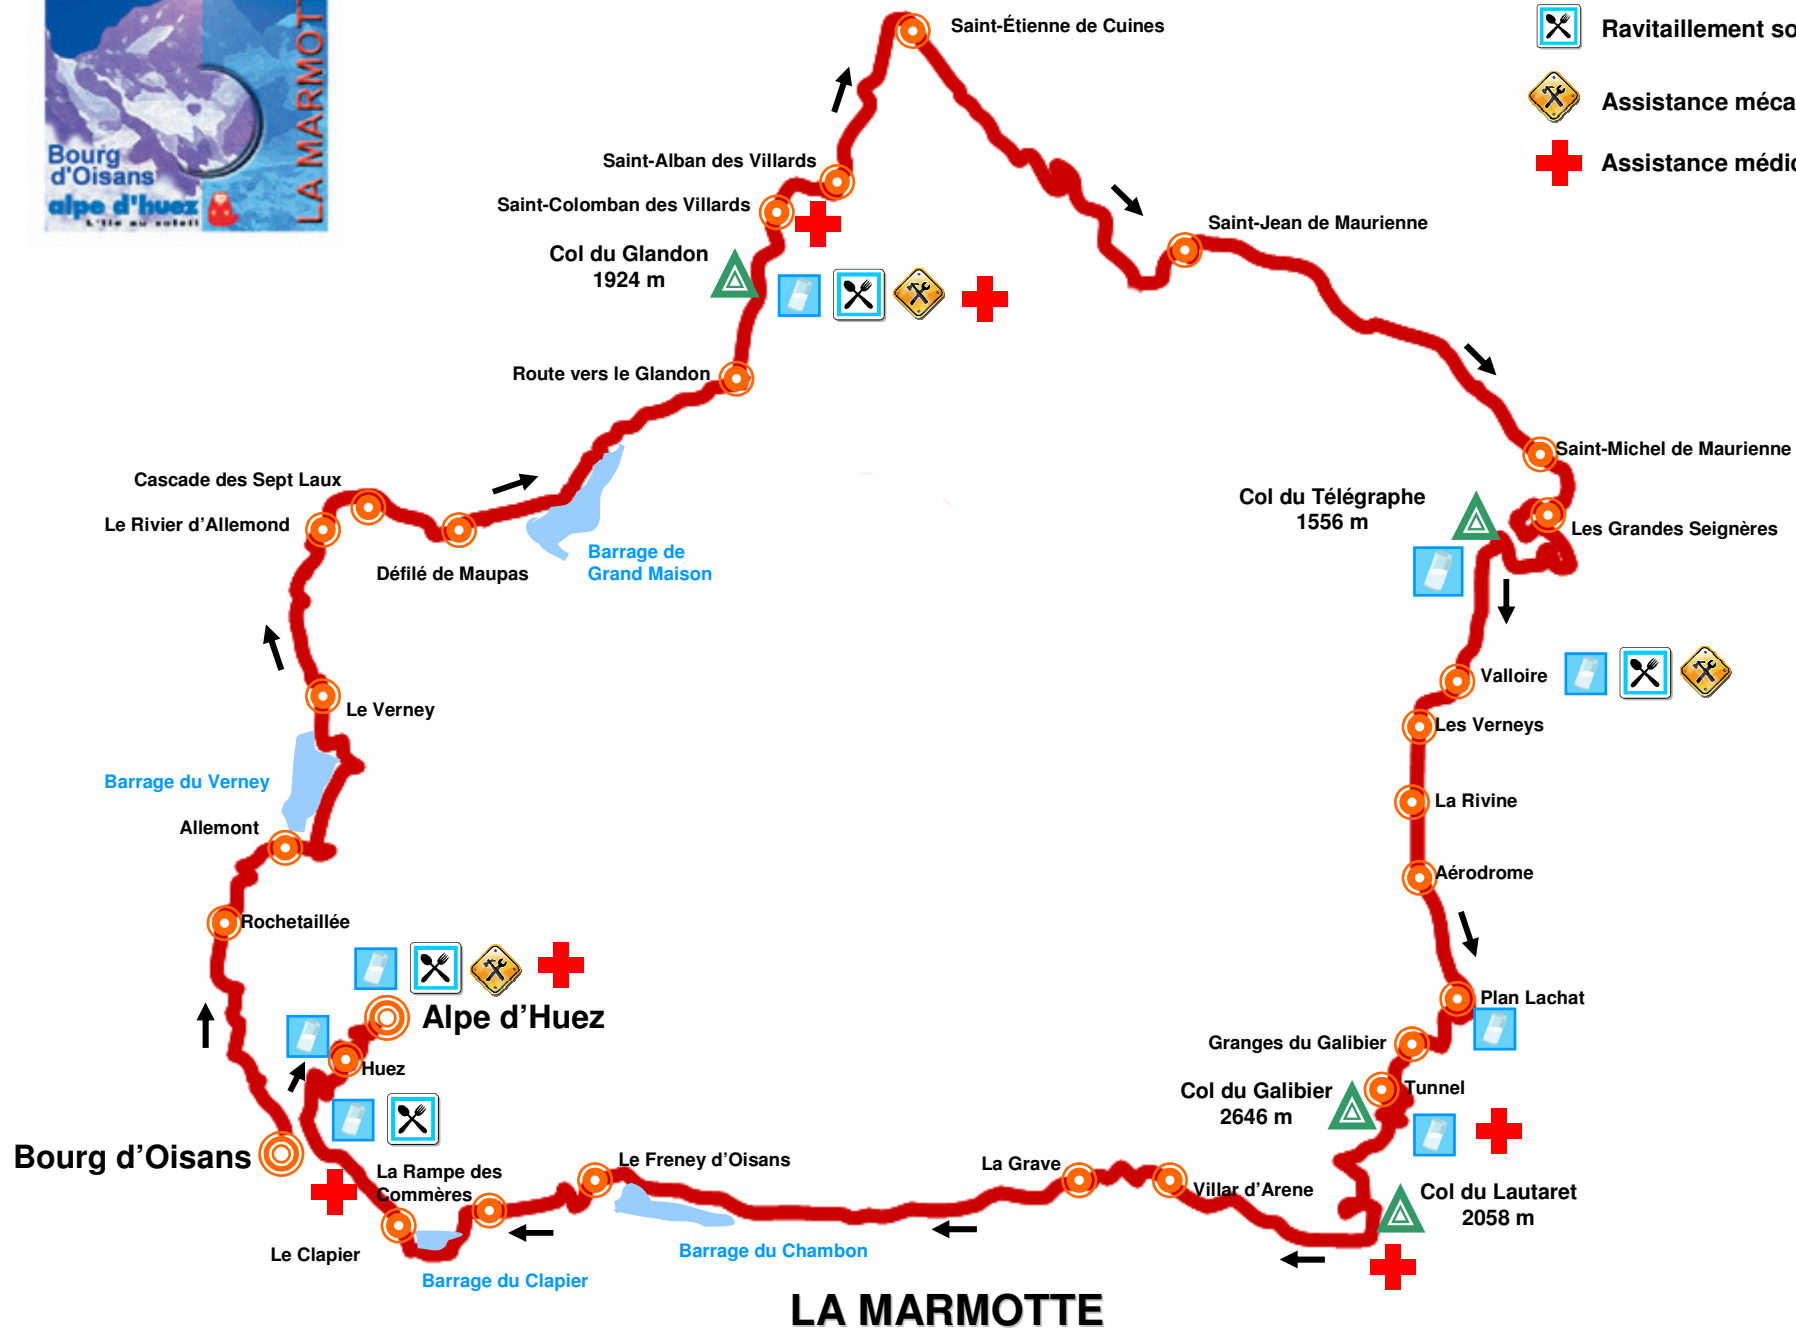 LA MARMOT
Bourg
d'Oisans
alpe d'huez
L'île au soleil
Saint-Étienne de Cuines
Ravitaillement so
Assistance méca
Assistance médic
Saint-Alban des Villards
Saint-Colomban des Villards
Col du Glandon
1924 m
Saint-Jean de Maurienne
Route vers le Glandon
Saint-Michel de Maurienne
Cascade des Sept Laux
Le Rivier d’Allemond
Col du Télégraphe
1556 m
Les Grandes Seignères
Défilé de Maupas
Barrage de
Grand Maison
Valloire
Le Verney
Les Verneys
Barrage du Verney
La Rivine
Allemont
Aérodrome
Rochetaillée
Plan Lachat
Alpe d’Huez
Granges du Galibier
Huez
Tunnel
Col du Galibier
2646 m
Bourg d’Oisans
La Rampe des
Commères
Le Freney d’Oisans
La Grave
Villar d’Arene
Col du Lautaret
2058 m
Le Clapier
Barrage du Chambon
Barrage du Clapier
LA MARMOTTE